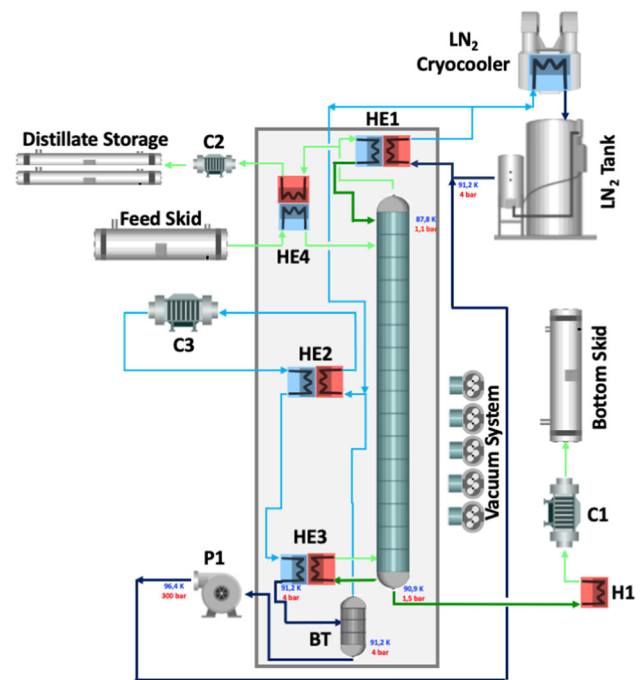 LN2
Cryocooler
HE1
Distillate Storage
C2
LN2 Tank
91,2 K
4 bar
Feed Skid
87,8 K
1,1 bar
HE4
C3
HE2
Bottom Skid
Vacuum System
C1
HE3
P1
96,4 K
300 bar
91,2 K
4 bar
90,9 K
1,5 bar
H1
BT
91,2 K
4 bar